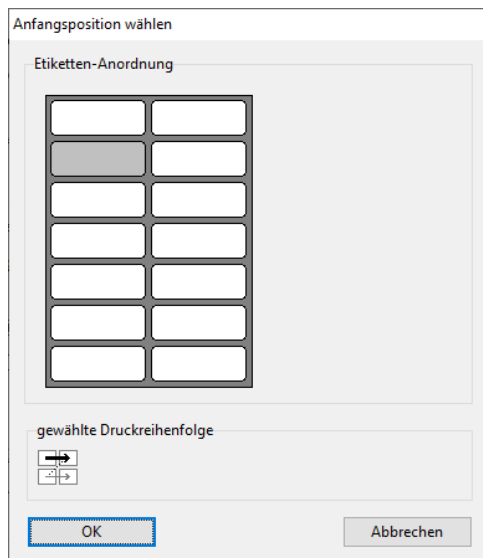 Anfangsposition wählen
Etiketten-Anordnung
gewählte Druckreihenfolge
OK
Abbrechen